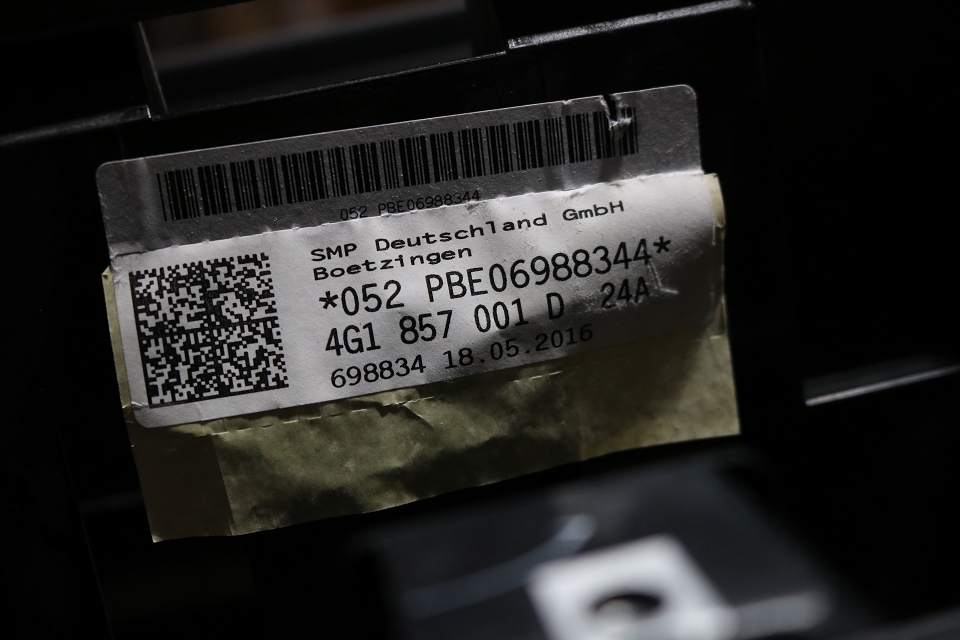 052 PBE06988344
SMP Deutschland GmbH
Boetzingen
*052 PBE06988344*
4G1 857 001 D 24A
698834 18.05.2016